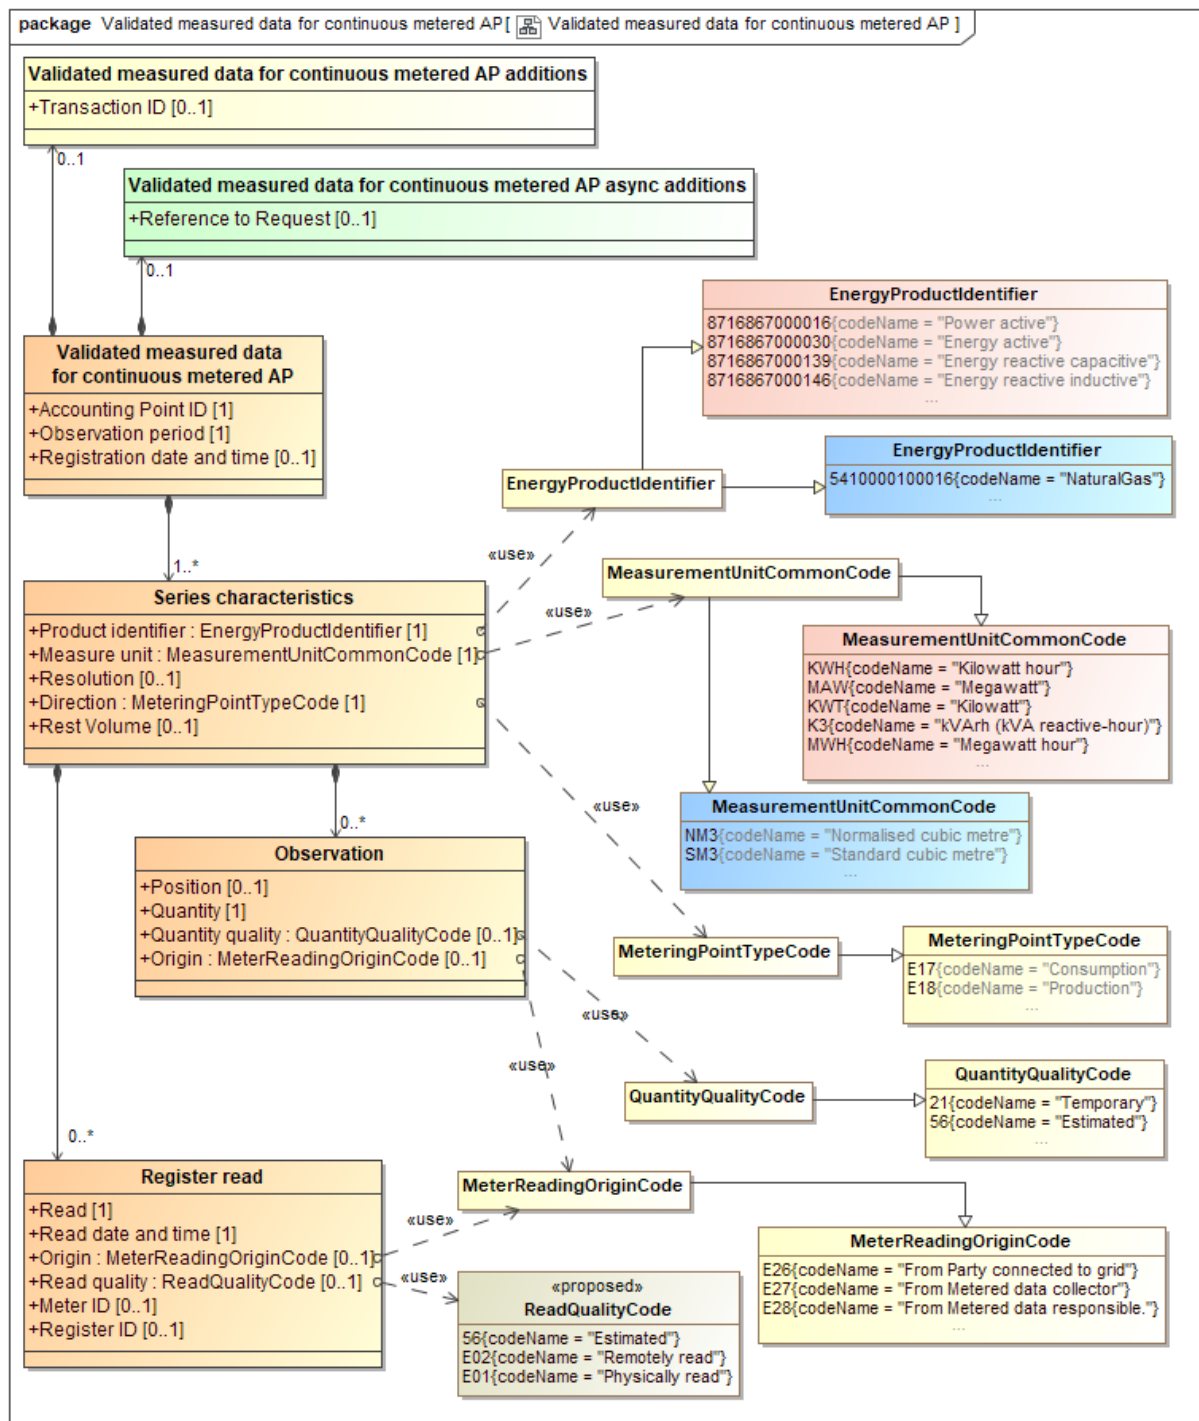 package Validated measured data for continuous metered AP[ Validated measured data for continuous metered AP ]
Validated measured data for continuous metered AP additions
+Transaction ID [0..1]
0..1
Validated measured data for continuous metered AP async additions
+Reference to Request [0..1]
0..1
Validated measured data
for continuous metered AP
+Accounting Point ID [1]
+Observation period [1]
+Registration date and time [0..1]
EnergyProductIdentifier
8716867000016{codeName = "Power active"}
8716867000030{codeName = "Energy active"}
8716867000139{codeName = "Energy reactive capacitive"}
8716867000146{codeName = "Energy reactive inductive"}
...
EnergyProductIdentifier
5410000100016{codeName = "NaturalGas"}
...
EnergyProductIdentifier
«use»
1..*
Series characteristics
+Product identifier : EnergyProductIdentifier [1]
+Measure unit : MeasurementUnitCommonCode [1]
+Resolution [0..1]
+Direction : MeteringPointTypeCode [1]
+Rest Volume [0..1]
«use»
MeasurementUnitCommonCode
MeasurementUnitCommonCode
KWH{codeName = "Kilowatt hour"}
MAW{codeName = "Megawatt"}
KWT{codeName = "Kilowatt"}
K3{codeName = "kVArh (kVA reactive-hour)"}
MWH{codeName = "Megawatt hour"}
...
MeasurementUnitCommonCode
NM3{codeName = "Normalised cubic metre"}
SM3{codeName = "Standard cubic metre"}
...
«use»
0..*
Observation
+Position [0..1]
+Quantity [1]
+Quantity quality : QuantityQualityCode [0..1]
+Origin : MeterReadingOriginCode [0..1]
MeteringPointTypeCode
MeteringPointTypeCode
E17{codeName = "Consumption"}
E18{codeName = "Production"}
...
«use»
«use»
QuantityQualityCode
QuantityQualityCode
21{codeName = "Temporary"}
56{codeName = "Estimated"}
...
0..*
Register read
+Read [1]
+Read date and time [1]
+Origin : MeterReadingOriginCode [0..1]
+Read quality : ReadQualityCode [0..1]
+Meter ID [0..1]
+Register ID [0..1]
«use»
«use»
MeterReadingOriginCode
MeterReadingOriginCode
E26{codeName = "From Party connected to grid"}
E27{codeName = "From Metered data collector"}
E28{codeName = "From Metered data responsible."}
...
«proposed»
ReadQualityCode
56{codeName = "Estimated"}
E02{codeName = "Remotely read"}
E01{codeName = "Physically read"}